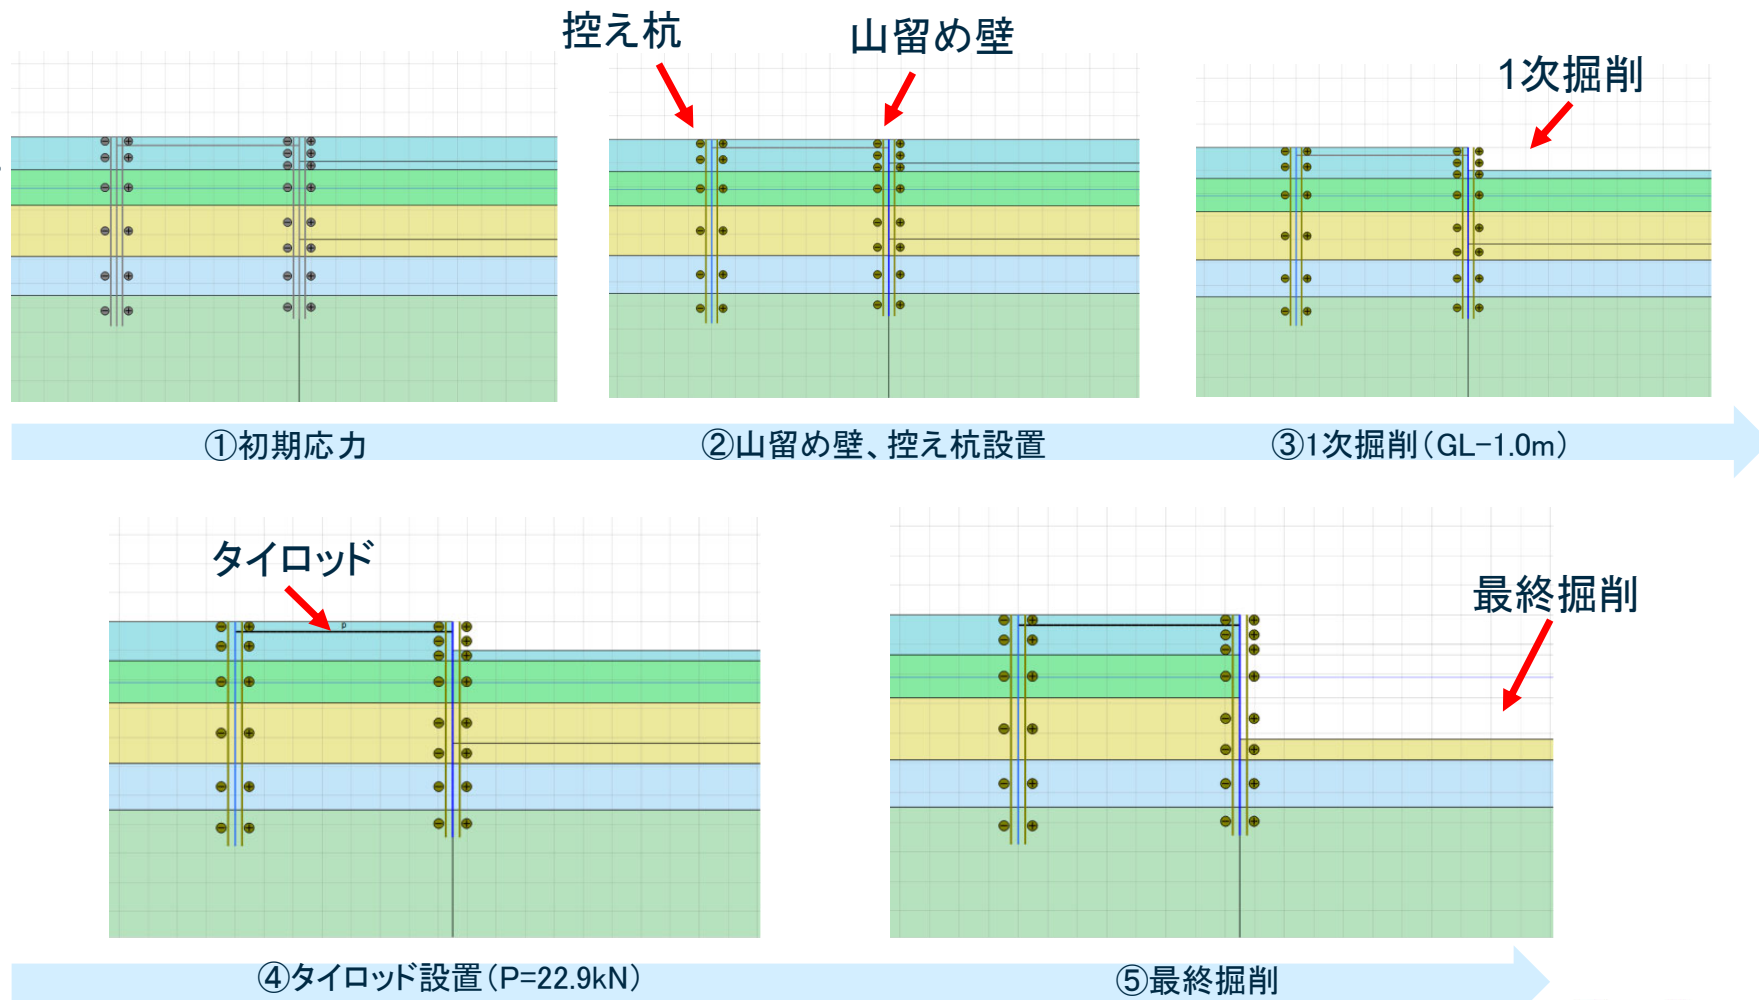 控え杭
山留め壁
1次掘削
①初期応力
②山留め壁、控え杭設置
③1次掘削（GL-1.0m）
タイロッド
p
最終掘削
④タイロッド設置（P=22.9kN）
⑤最終掘削